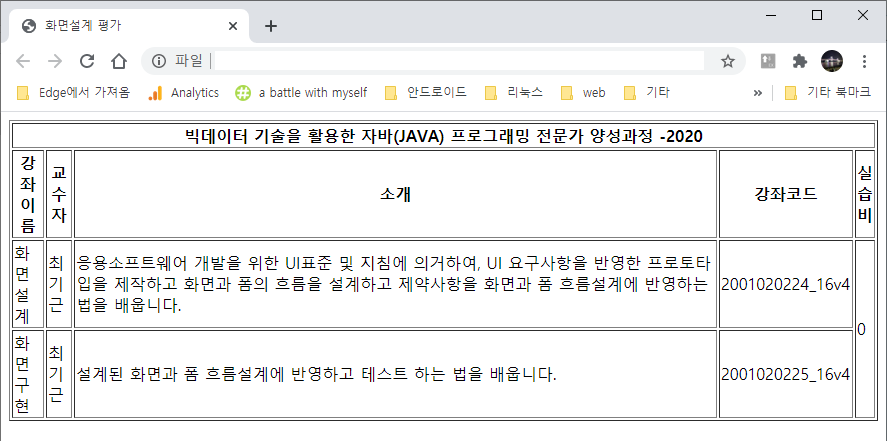 화면설계 평가
파일
Edge에서 가져옴
Analytics
a battle with myself
안드로이드
리눅스
web
기타
»
기타 북마크
빅데이터 기술을 활용한 자바(JAVA) 프로그래밍 전문가 양성과정 -2020
강
좌
이
름
교
수
자
소개
강좌코드
실
습
비
화
면
설
계
최
기
근
응용소프트웨어 개발을 위한 UI표준 및 지침에 의거하여, UI 요구사항을 반영한 프로토타
입을 제작하고 화면과 폼의 흐름을 설계하고 제약사항을 화면과 폼 흐름설계에 반영하는
법을 배웁니다.
2001020224_16v4
0
화
면
구
현
최
기
근
설계된 화면과 폼 흐름설계에 반영하고 테스트 하는 법을 배웁니다.
2001020225_16v4